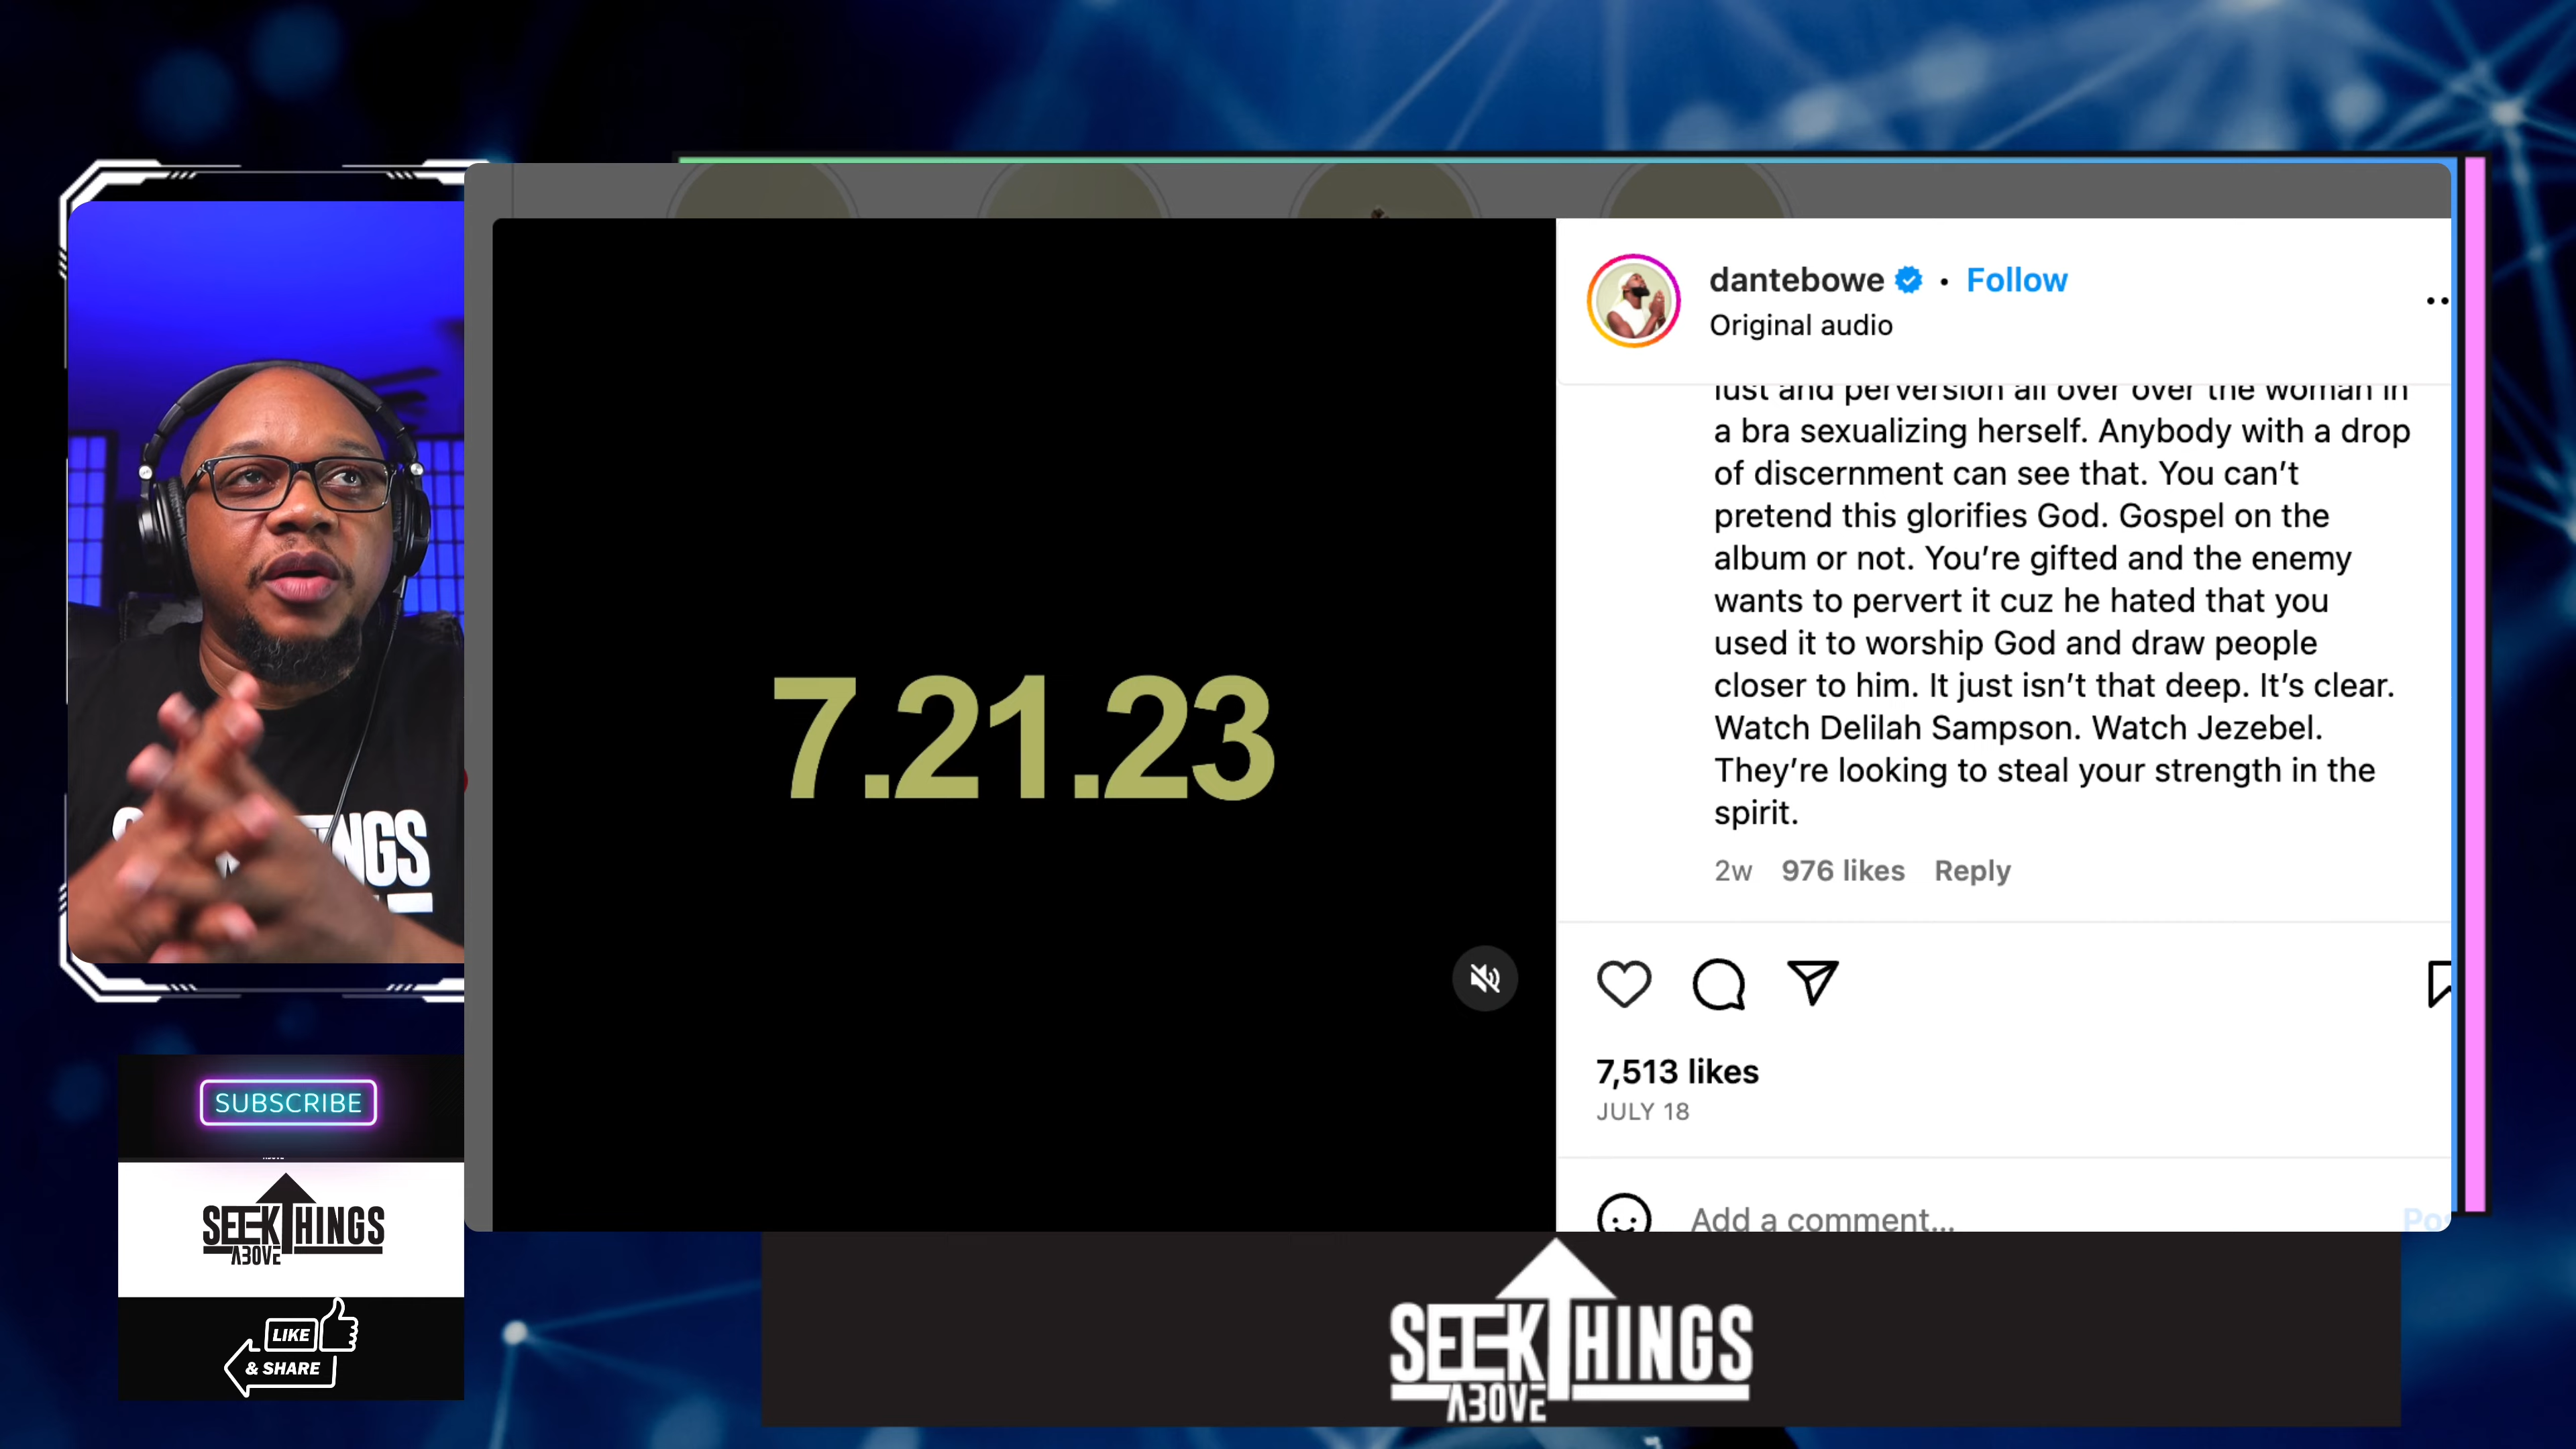 dantebowe • Follow
Original audio
lust and perversion all over over the woman in
a bra sexualizing herself. Anybody with a drop
of discernment can see that. You can't
pretend this glorifies God. Gospel on the
album or not. You're gifted and the enemy
wants to pervert it cuz he hated that you
used it to worship God and draw people
closer to him. It just isn't that deep. It's clear.
Watch Delilah Sampson. Watch Jezebel.
They're looking to steal your strength in the
spirit.
2w 976 likes Reply
7.21.23
7,513 likes
JULY 18
Add a comment...
NGS
SUBSCRIBE
SEEK THINGS
ABOVE
LIKE
& SHARE
SEEK THINGS
ABOVE